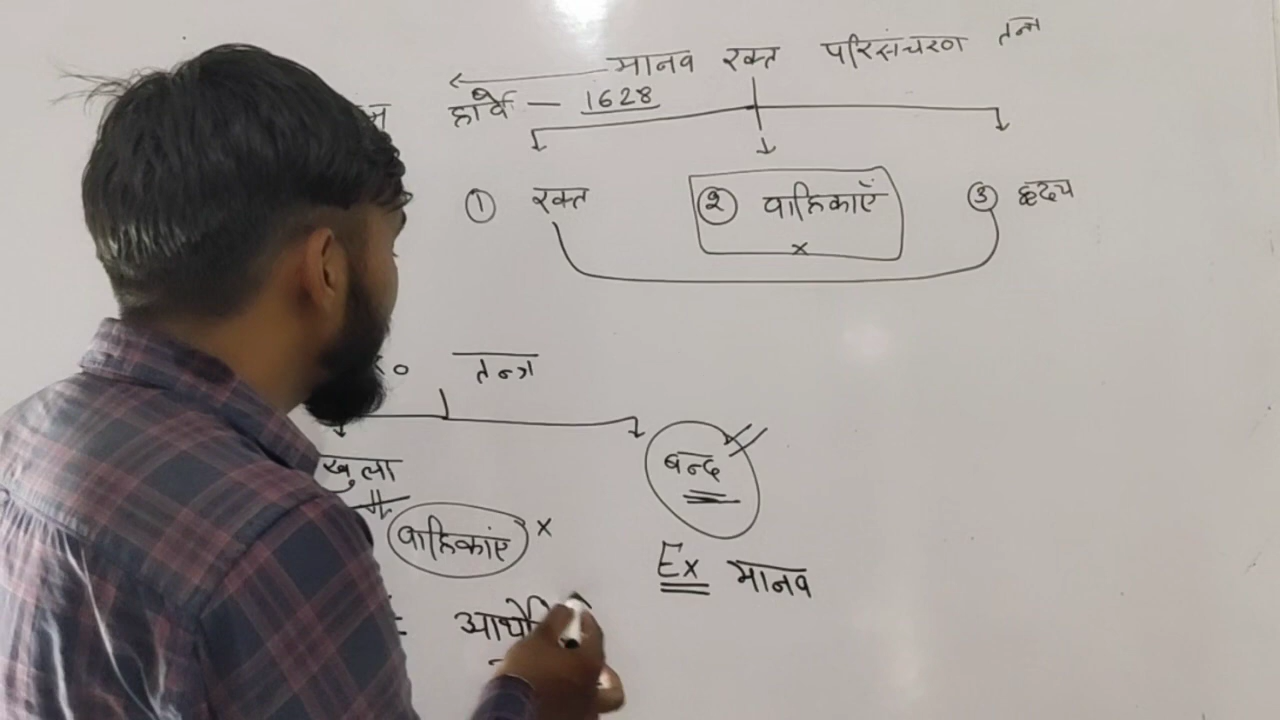 मानव रक्त परिसंचरण तन्त्र
हार्वे — 1628
① रक्त
② वाहिकाएँ
③ हृदय
x
तन्त्र
खुला
बन्द
वाहिकाएं x
Ex मानव